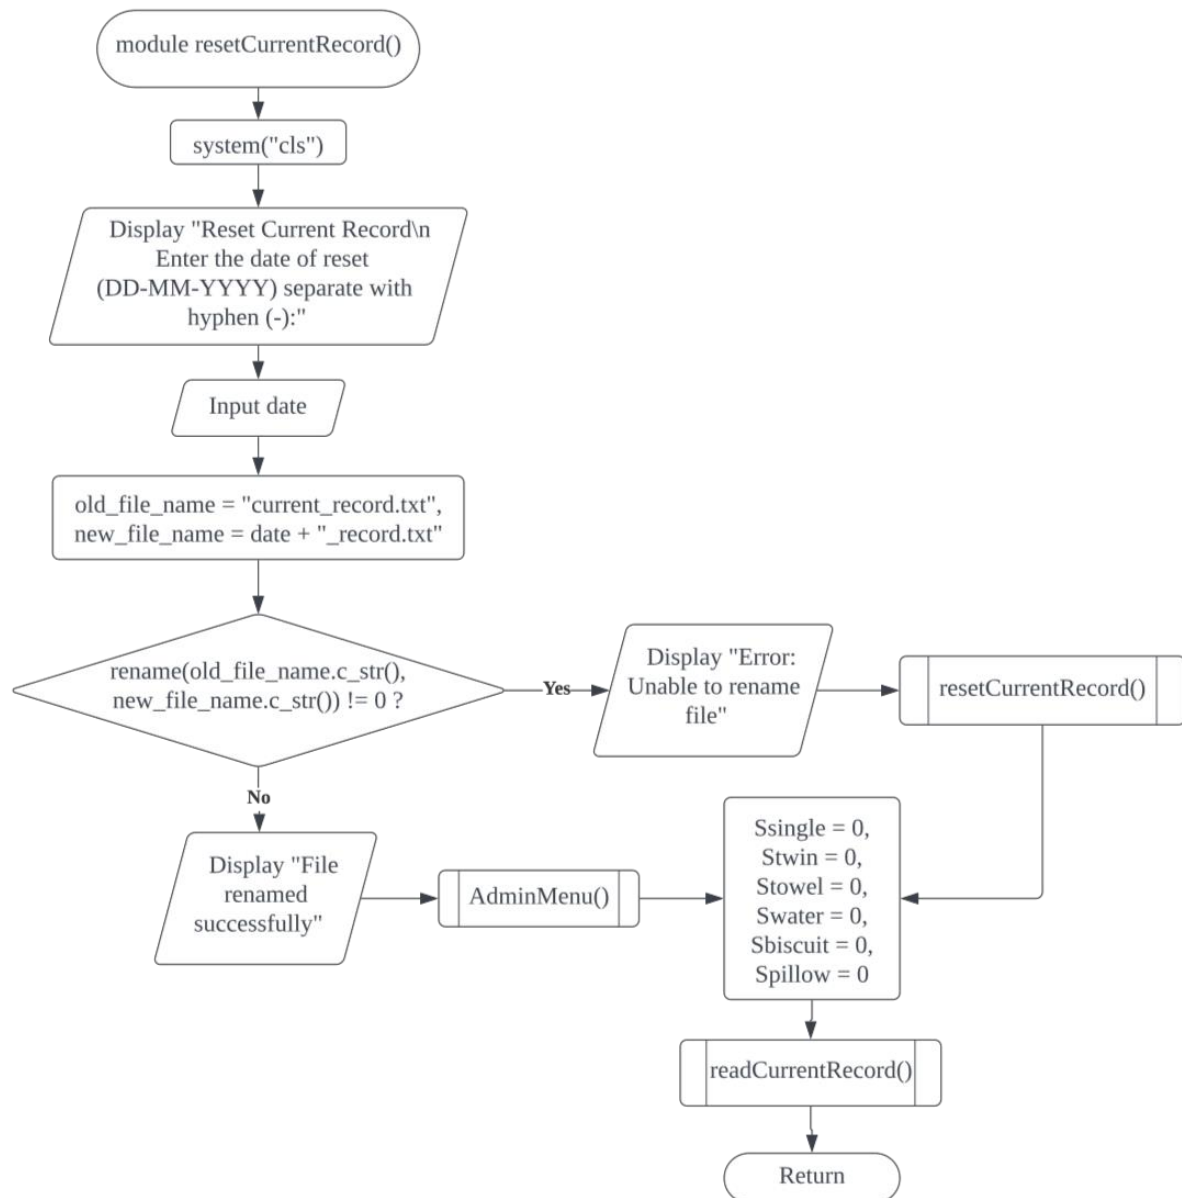 module resetCurrentRecord()
system("cls")
Display "Reset Current Record\n
Enter the date of reset
(DD-MM-YYYY) separate with
hyphen (-):"
Input date
old_file_name = "current_record.txt",
new_file_name = date + "_record.txt"
rename(old_file_name.c_str(),
new_file_name.c_str()) != 0 ?
Yes
Display "Error:
Unable to rename
file"
resetCurrentRecord()
No
Display "File
renamed
successfully"
AdminMenu()
Ssingle = 0,
Stwin = 0,
Stowel = 0,
Swater = 0,
Sbiscuit = 0,
Spillow = 0
readCurrentRecord()
Return